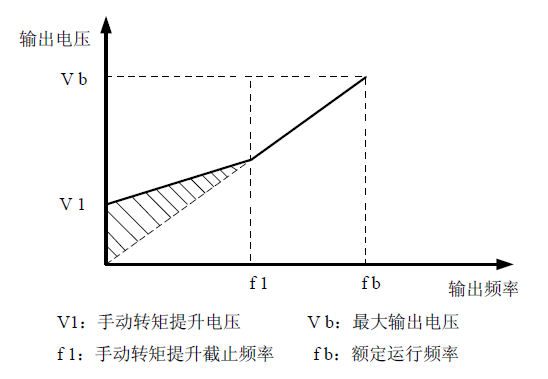 输出电压
V b
V 1
f 1
f b
输出频率
V1：手动转矩提升电压
V b：最大输出电压
f 1：手动转矩提升截止频率
f b：额定运行频率